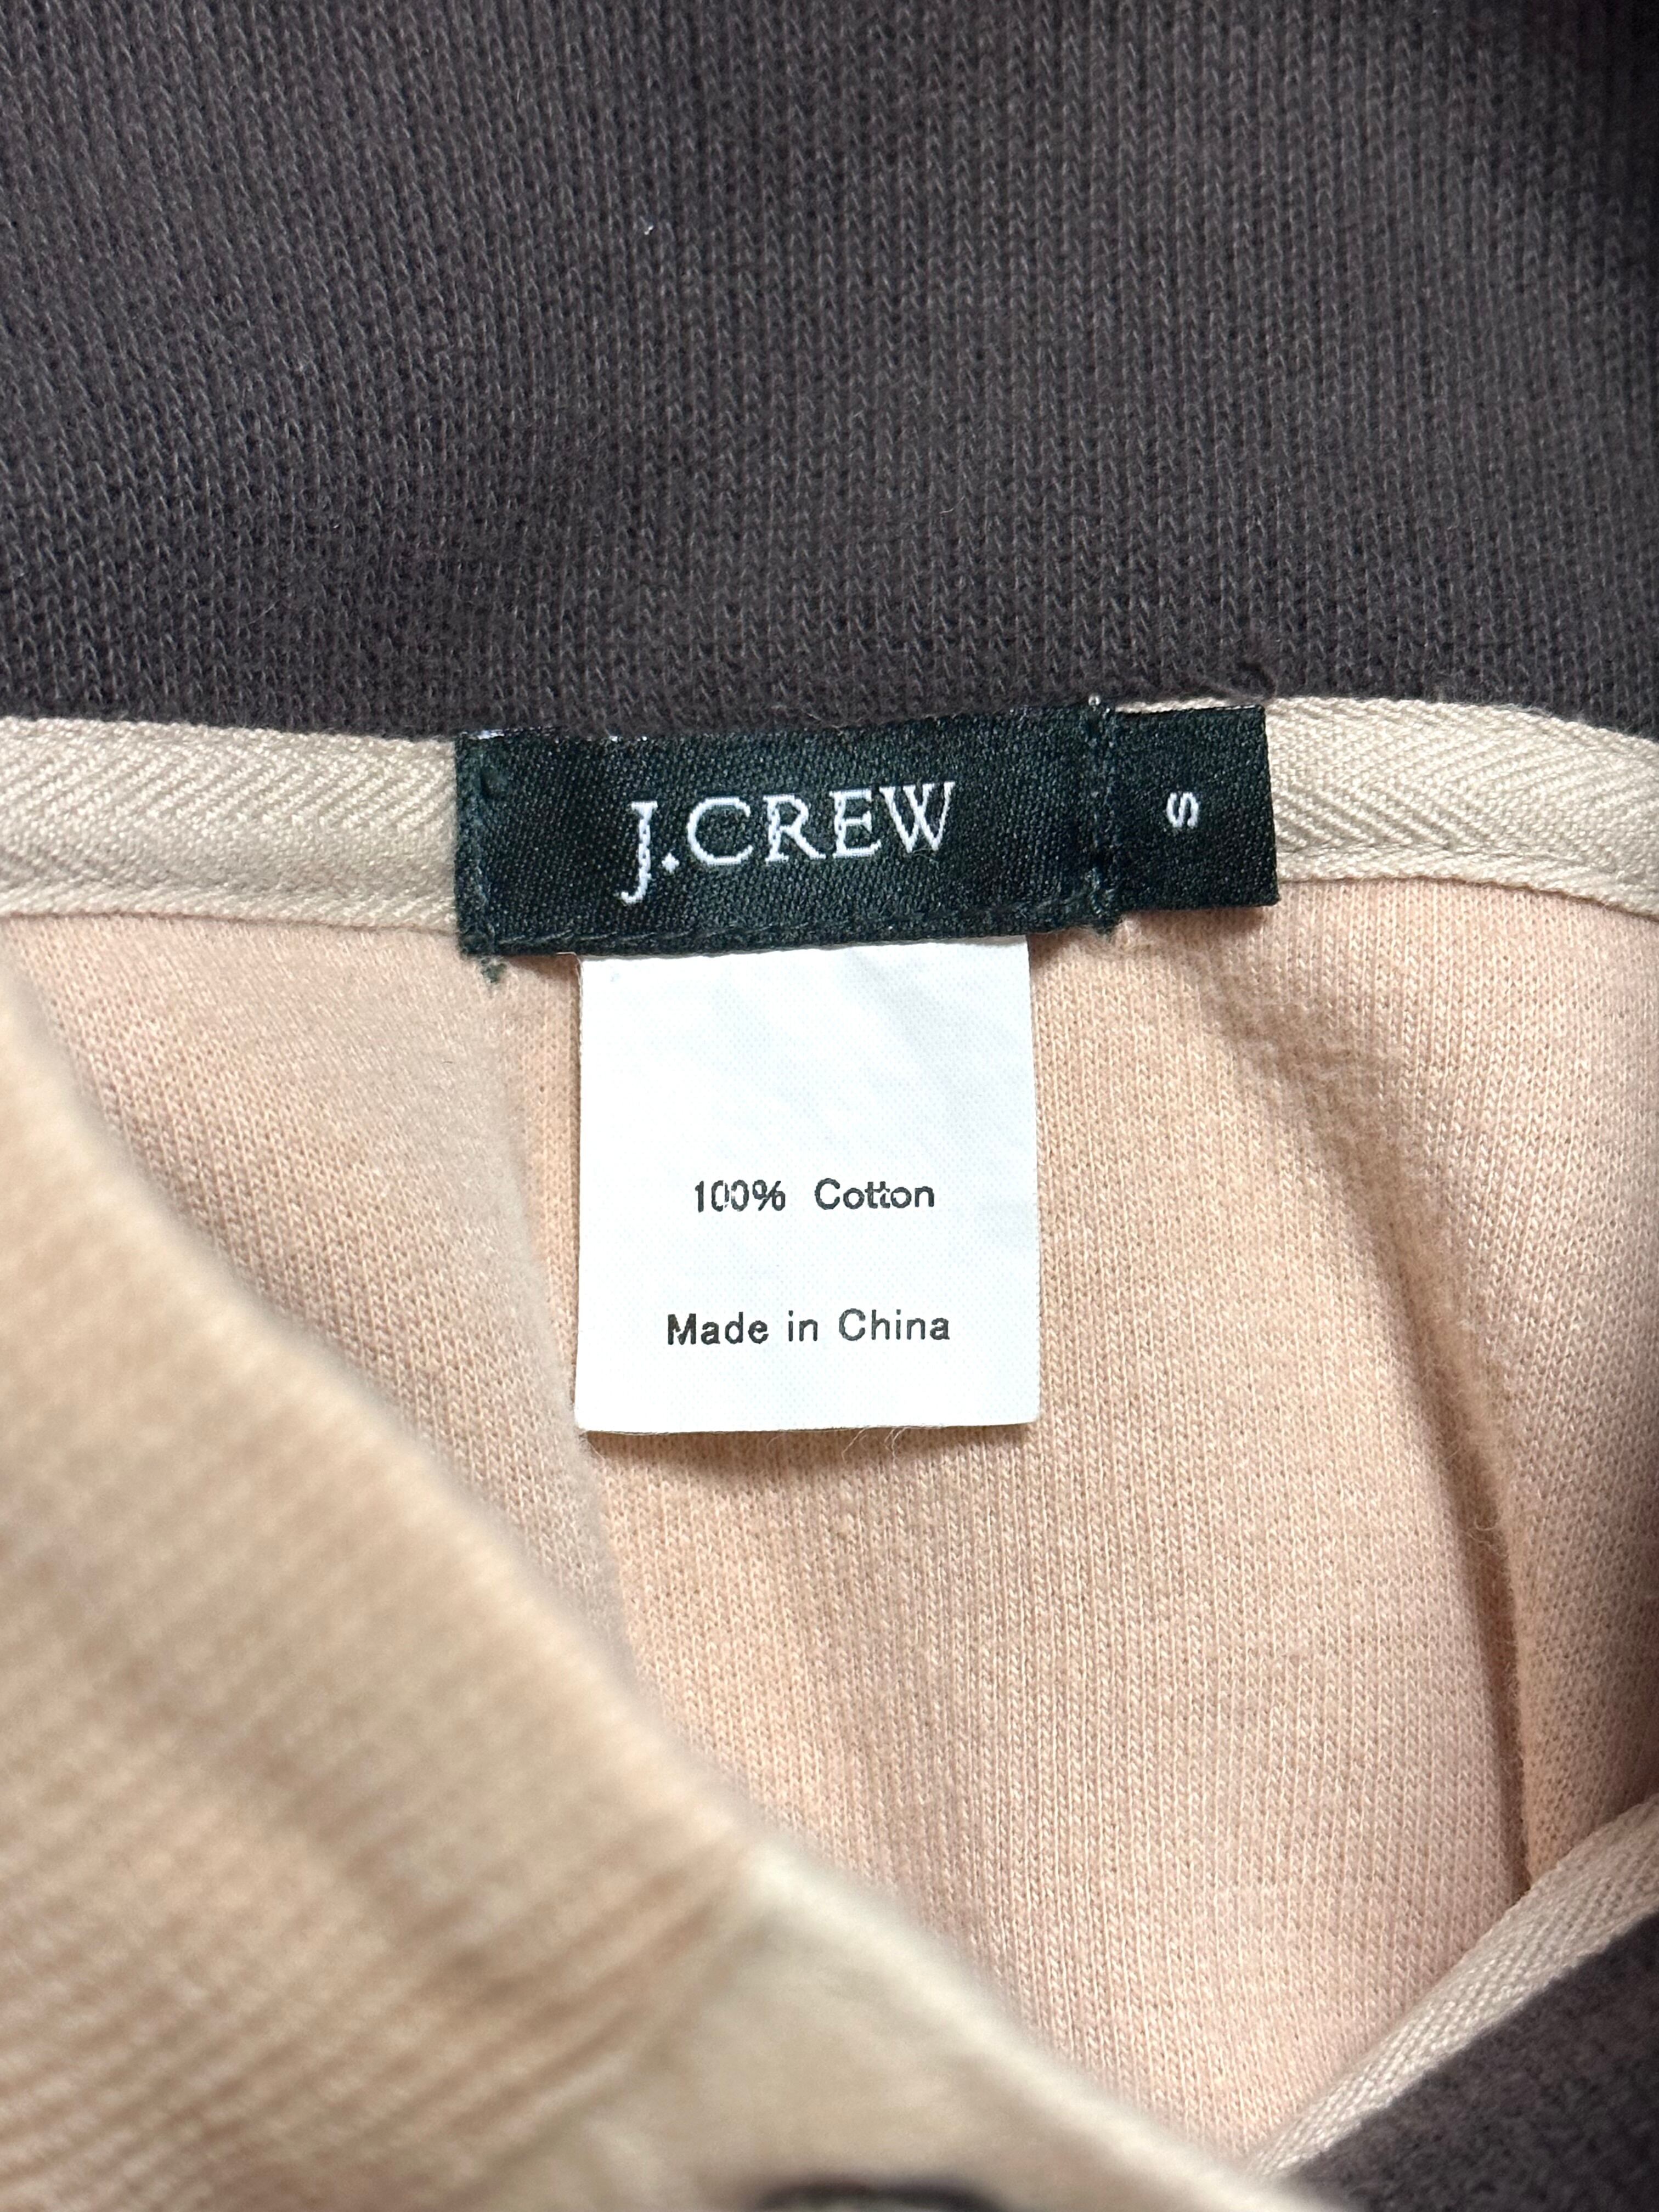 J.CREW
S
100% Cotton
Made in China